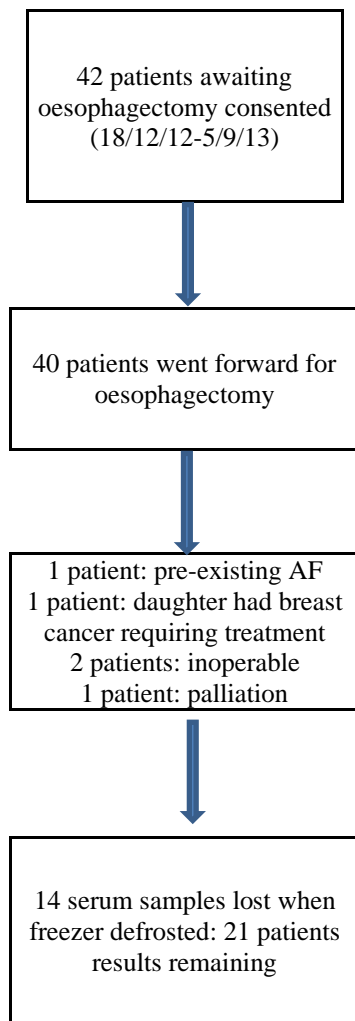 42 patients awaiting
oesophagectomy consented
(18/12/12-5/9/13)
40 patients went forward for
oesophagectomy
1 patient: pre-existing AF
1 patient: daughter had breast
cancer requiring treatment
2 patients: inoperable
1 patient: palliation
14 serum samples lost when
freezer defrosted: 21 patients
results remaining